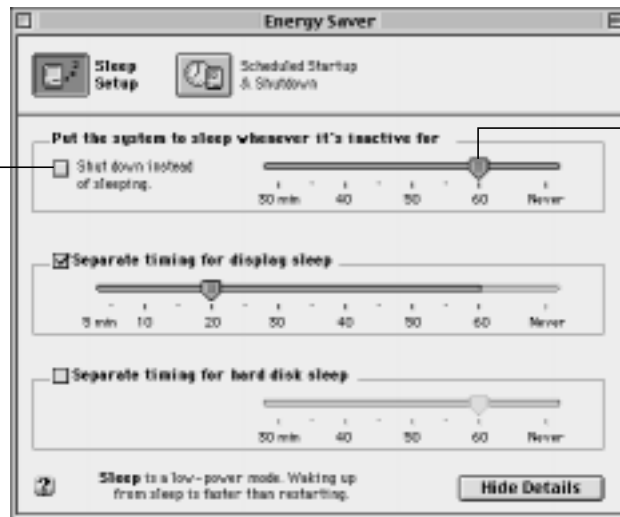 Energy Saver
Sleep Setup
Scheduled Startup & Shutdown
Put the system to sleep whenever it's inactive for
Shut down instead of sleeping.
30 min 40 50 60 Never
Separate timing for display sleep
5 min 10 20 30 40 50 60 Never
Separate timing for hard disk sleep
30 min 40 50 60 Never
Sleep is a low-power mode. Waking up
from sleep is faster than restarting.
Hide Details